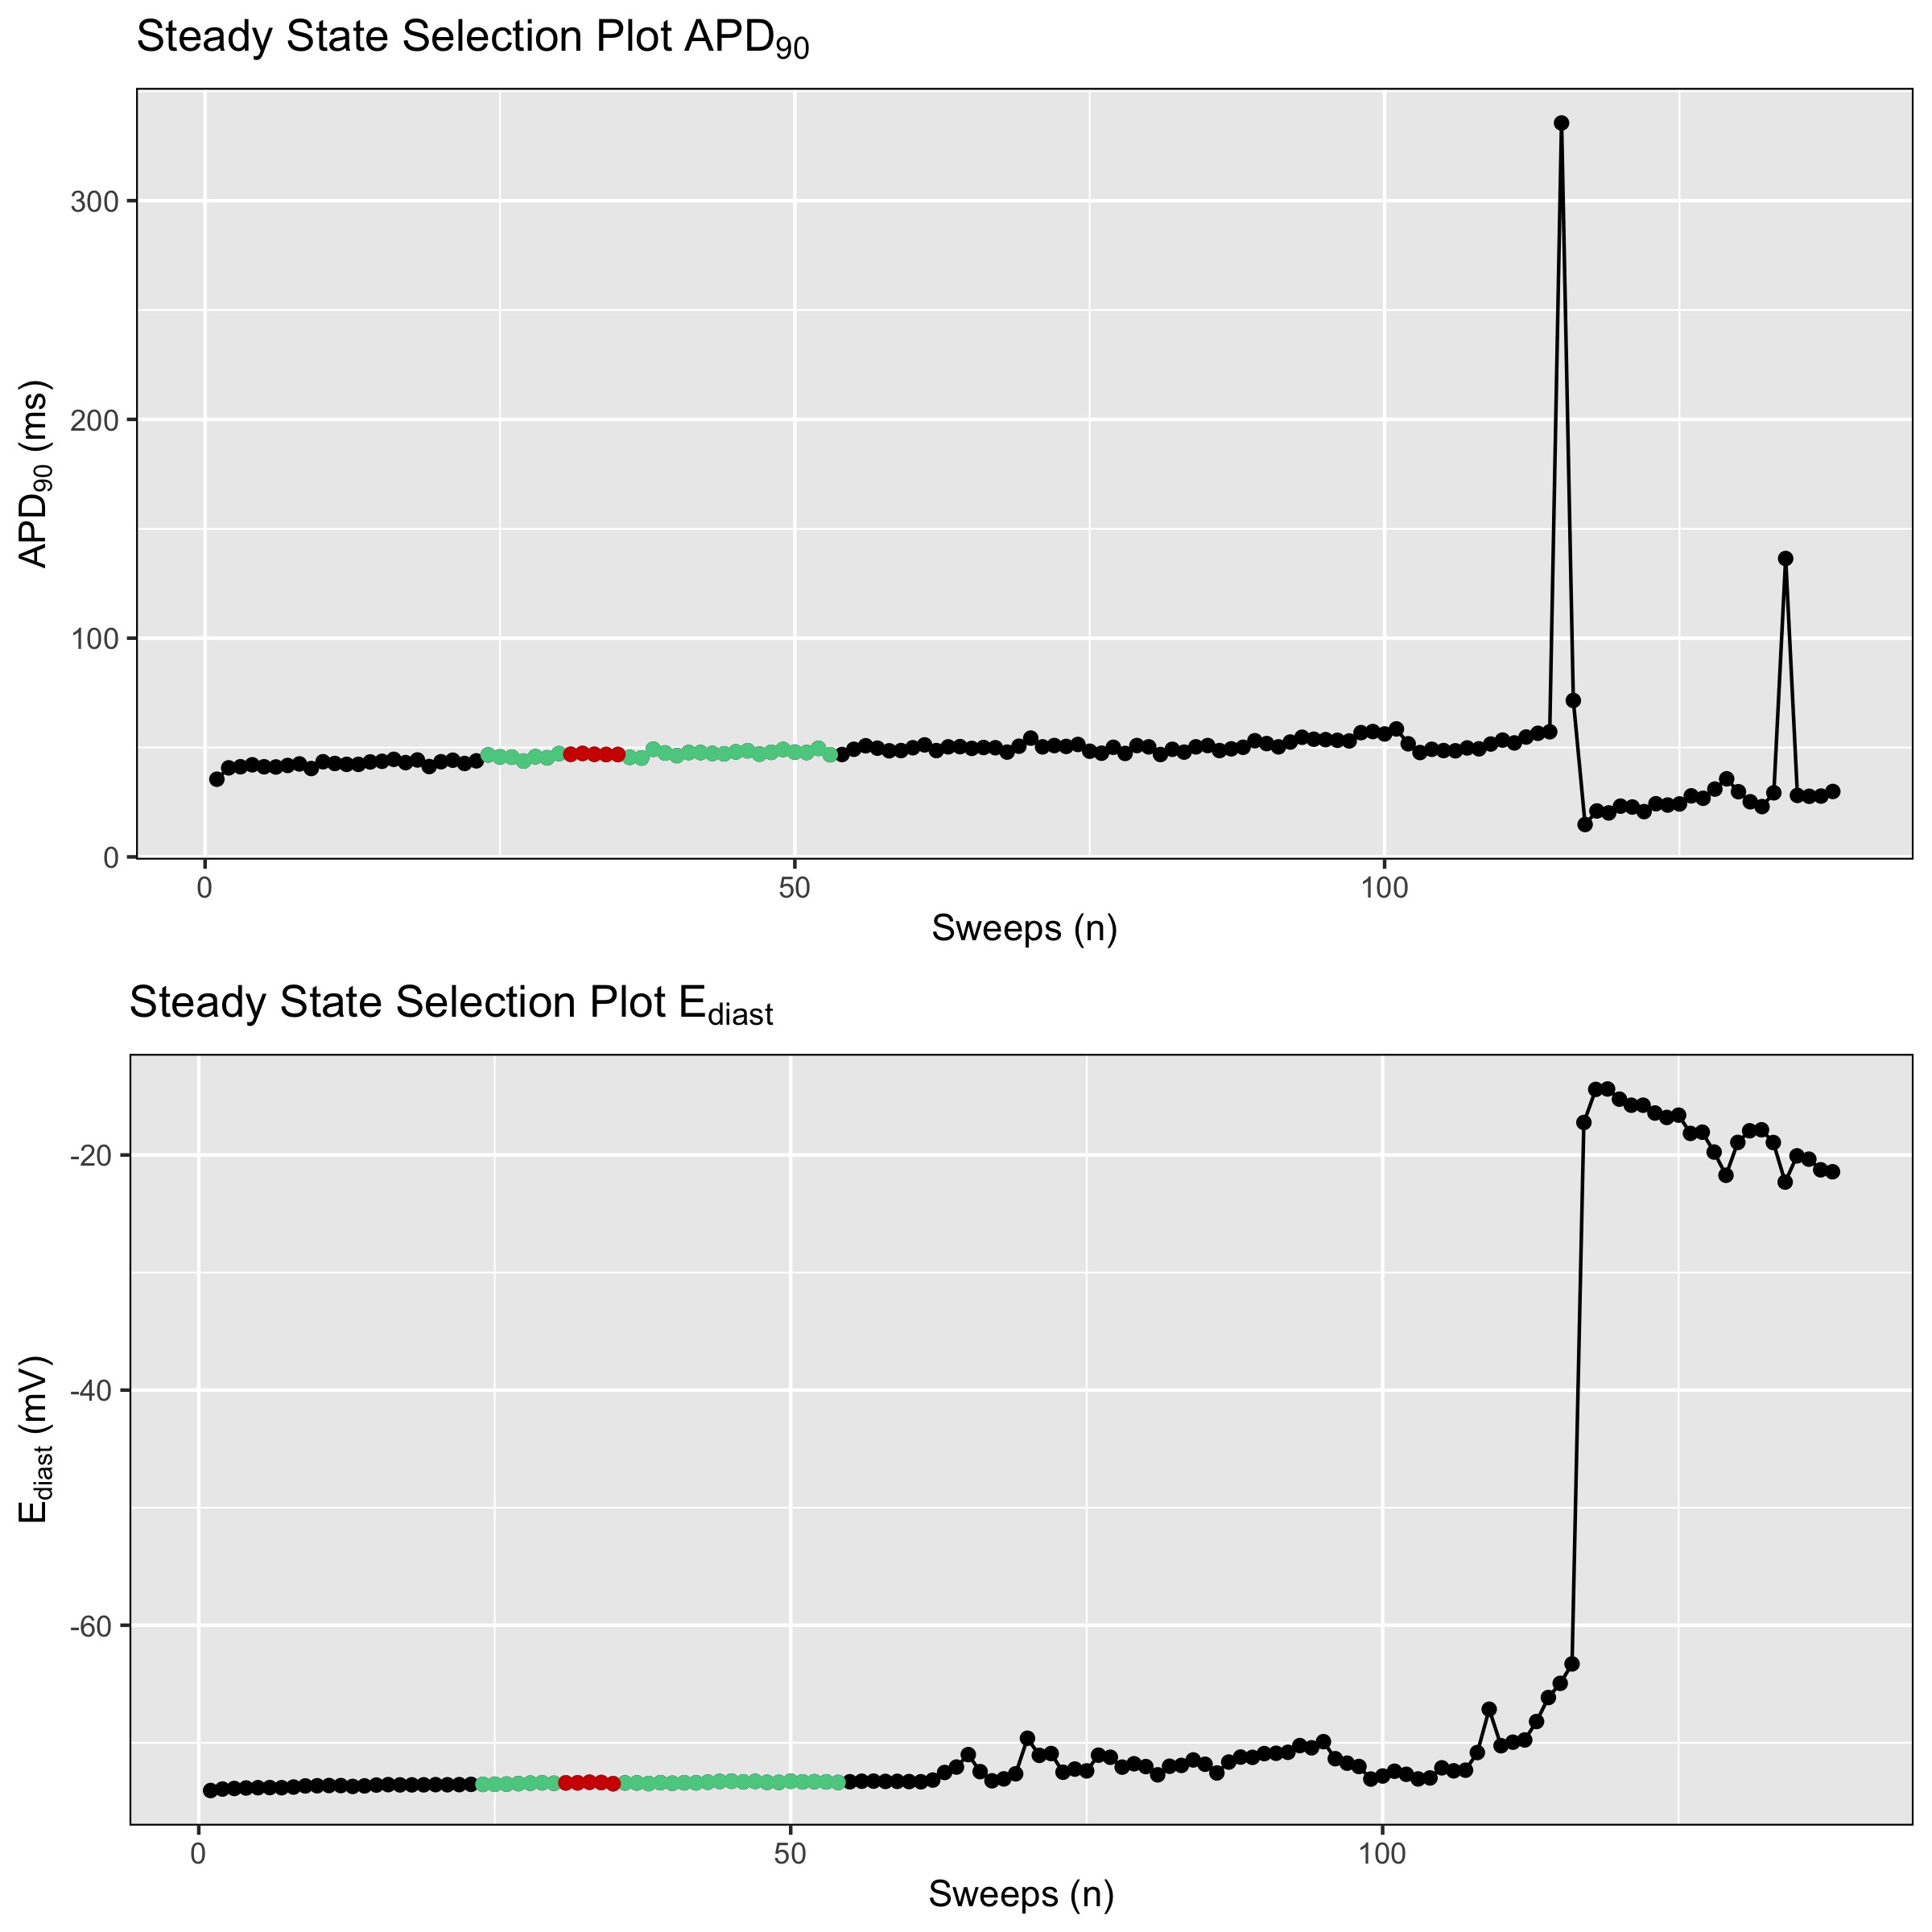 Steady State Selection Plot APD90
300
200
100
0
APD90 (ms)
0 50 100
Sweeps (n)
Steady State Selection Plot Ediast
-20
-40
-60
Ediast (mV)
0 50 100
Sweeps (n)